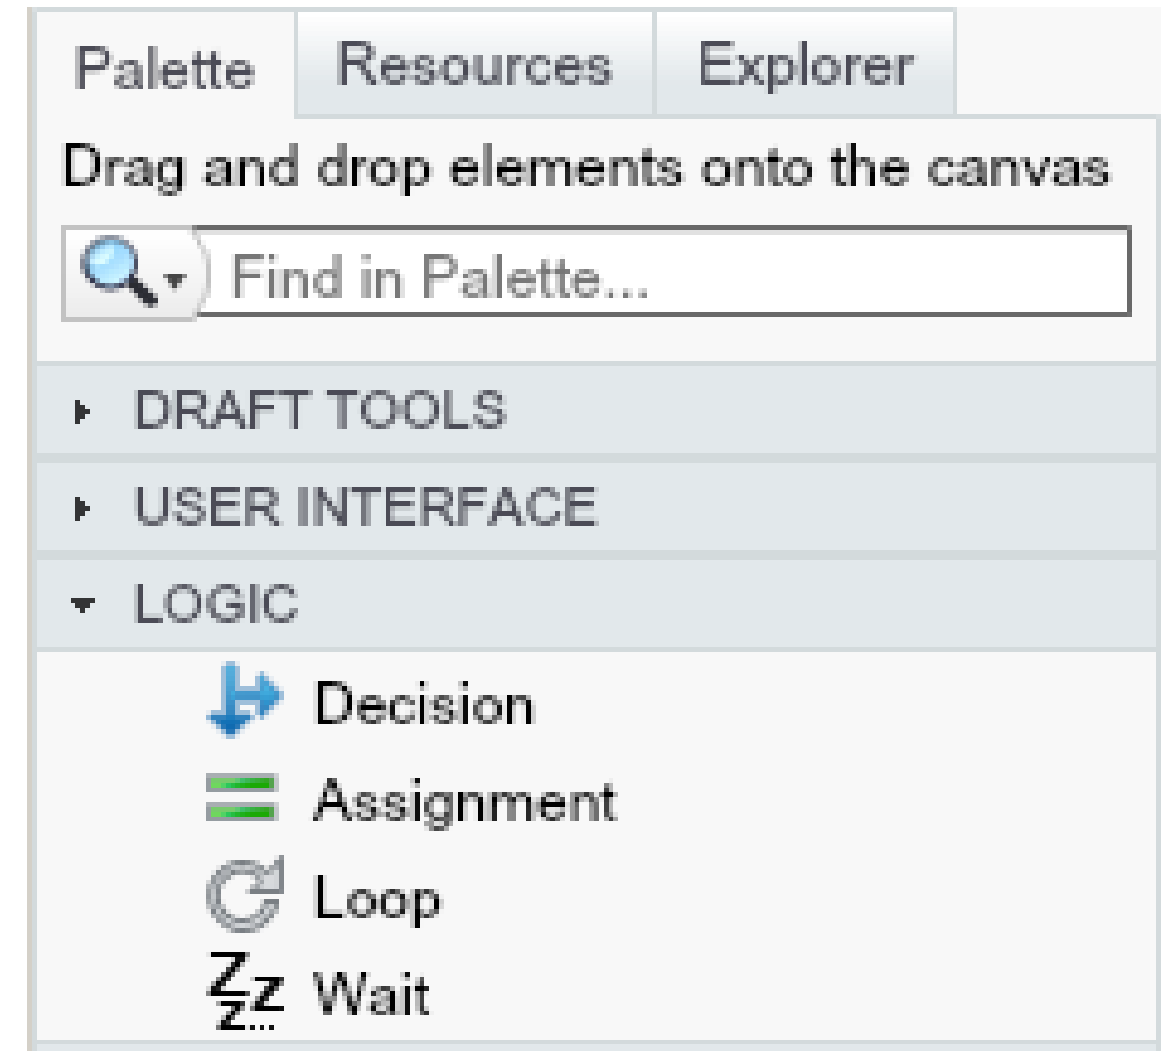 Palette Resources Explorer
Drag and drop elements onto the canvas
Find in Palette...
DRAFT TOOLS
USER INTERFACE
LOGIC
Decision
Assignment
Loop
Zzz... Wait